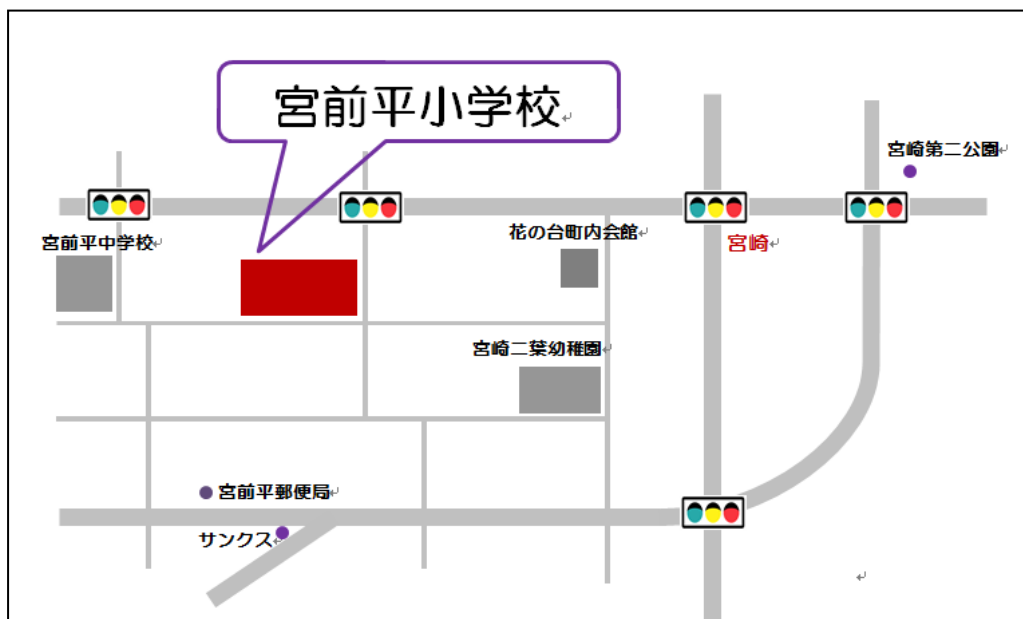 宮前平小学校
宮崎第二公園
宮前平中学校
花の台町内会館
宮崎
宮崎二葉幼稚園
宮前平郵便局
サンクス